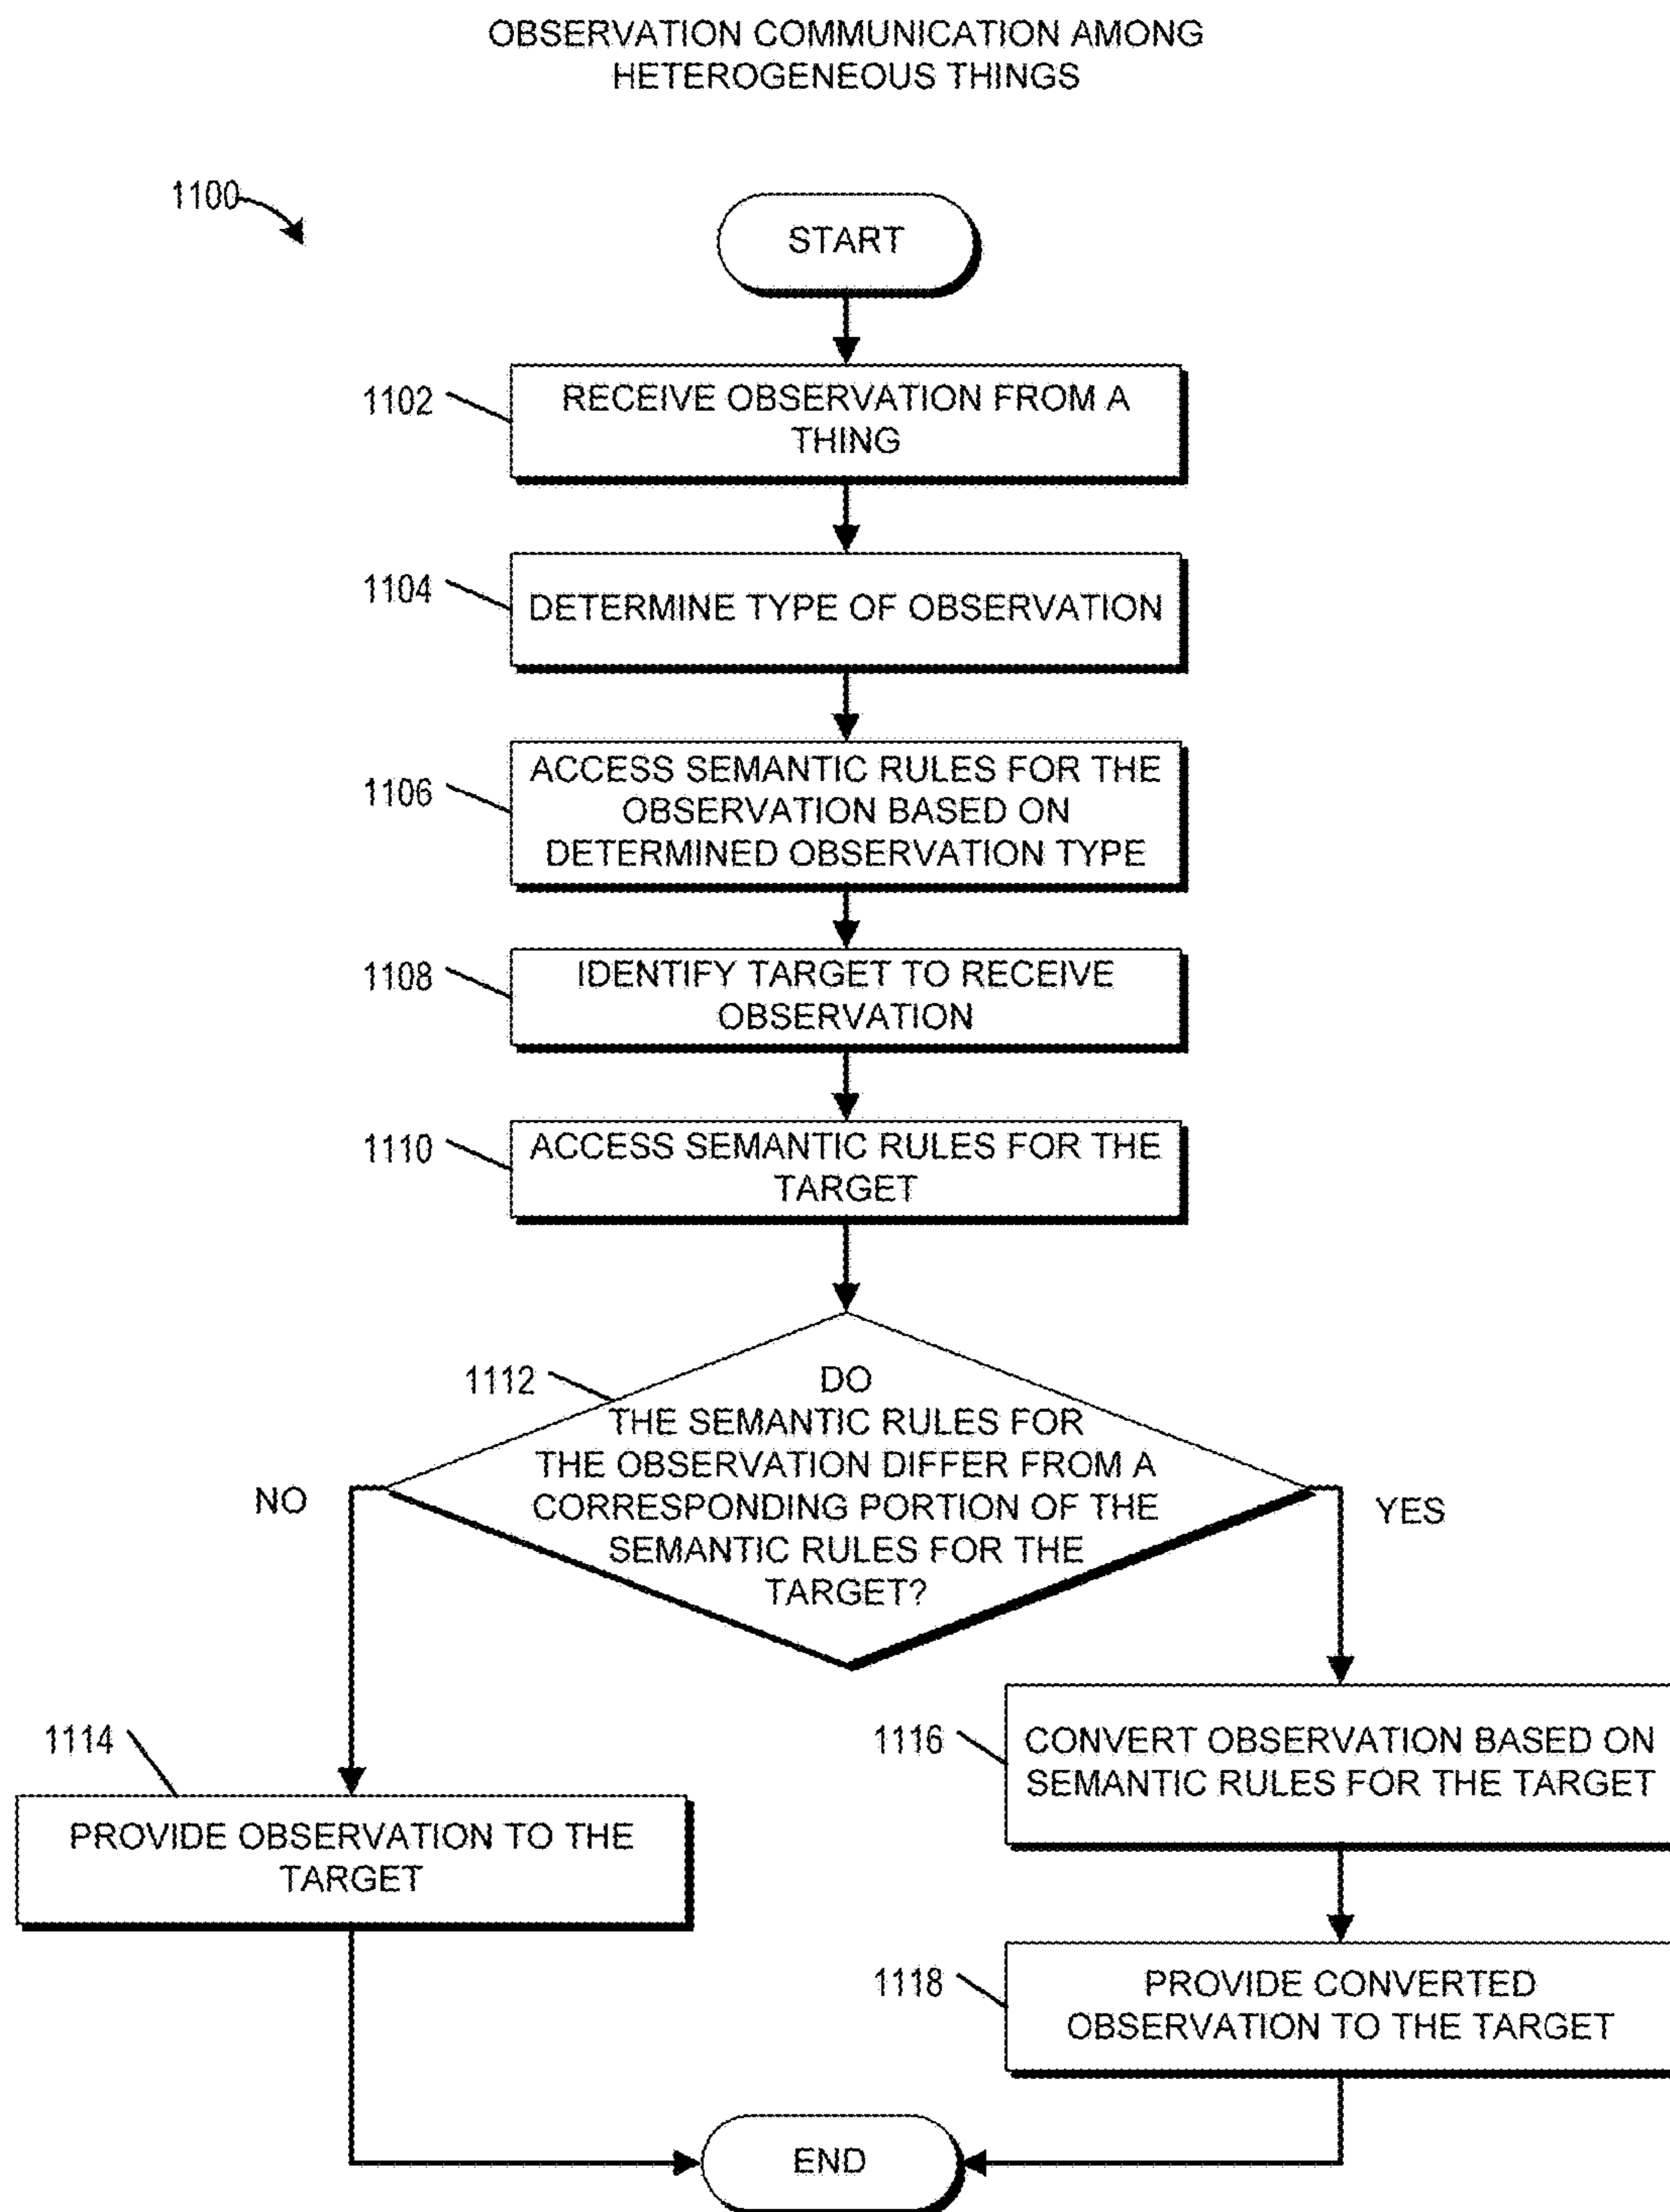 OBSERVATION COMMUNICATION AMONG
HETEROGENEOUS THINGS
1100
START
1102
RECEIVE OBSERVATION FROM A
THING
1104
DETERMINE TYPE OF OBSERVATION
1106
ACCESS SEMANTIC RULES FOR THE
OBSERVATION BASED ON
DETERMINED OBSERVATION TYPE
1108
IDENTIFY TARGET TO RECEIVE
OBSERVATION
1110
ACCESS SEMANTIC RULES FOR THE
TARGET
1112
DO
THE SEMANTIC RULES FOR
THE OBSERVATION DIFFER FROM A
CORRESPONDING PORTION OF THE
SEMANTIC RULES FOR THE
TARGET?
NO
YES
1114
PROVIDE OBSERVATION TO THE
TARGET
1116
CONVERT OBSERVATION BASED ON
SEMANTIC RULES FOR THE TARGET
1118
PROVIDE CONVERTED
OBSERVATION TO THE TARGET
END